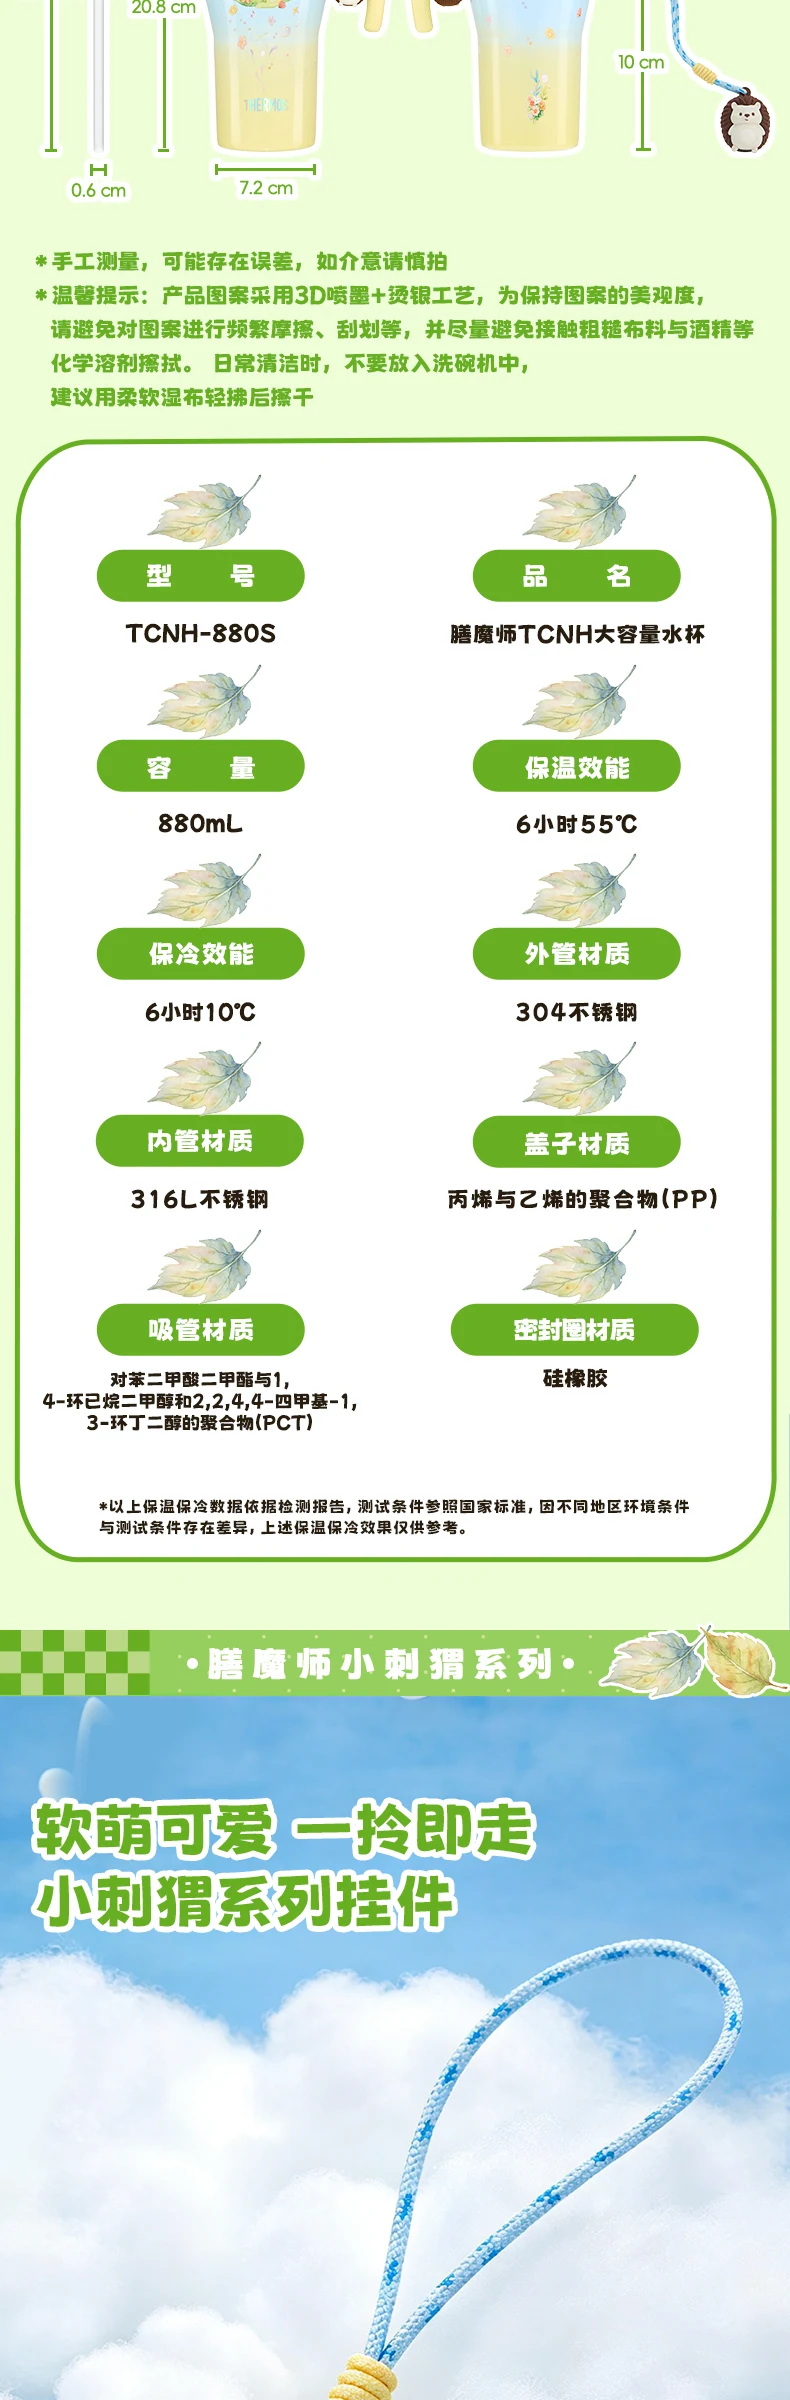 20.8 cm
10 cm
THERMOS
0.6 cm
7.2 cm
*手工测量，可能存在误差，如介意请慎拍
*温馨提示：产品图案采用3D喷墨+烫银工艺，为保持图案的美观度，
请避免对图案进行频繁摩擦、刮划等，并尽量避免接触粗糙布料与酒精等
化学溶剂擦拭。 日常清洁时，不要放入洗碗机中，
建议用柔软湿布轻拂后擦干
型 号
品 名
TCNH-880S
膳魔师TCNH大容量水杯
容 量
保温效能
880mL
6小时55℃
保冷效能
外管材质
6小时10℃
304不锈钢
内管材质
盖子材质
316L不锈钢
丙烯与乙烯的聚合物(PP)
吸管材质
密封圈材质
对苯二甲酸二甲酯与1,
4-环已烷二甲醇和2,2,4,4-四甲基-1,
3-环丁二醇的聚合物(PCT)
硅橡胶
*以上保温保冷数据依据检测报告, 测试条件参照国家标准, 因不同地区环境条件
与测试条件存在差异, 上述保温保冷效果仅供参考。
•膳魔师小刺猬系列•
软萌可爱 一拎即走
小刺猬系列挂件